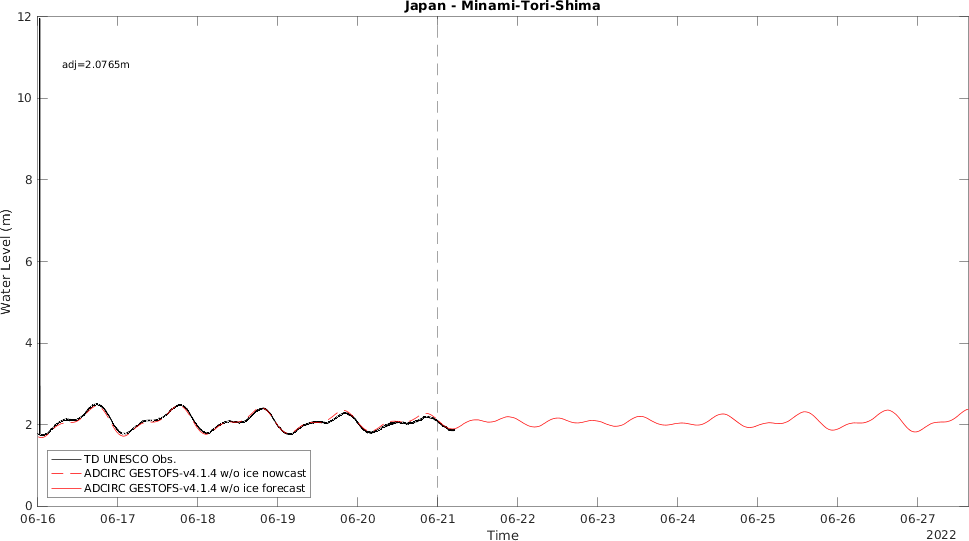 Japan - Minami-Tori-Shima
12
adj=2.0765m
10
8
6
4
2
0
Water Level (m)
TD UNESCO Obs.
ADCIRC GESTOFS-v4.1.4 w/o ice nowcast
ADCIRC GESTOFS-v4.1.4 w/o ice forecast
06-16 06-17 06-18 06-19 06-20 06-21 06-22 06-23 06-24 06-25 06-26 06-27
Time
2022